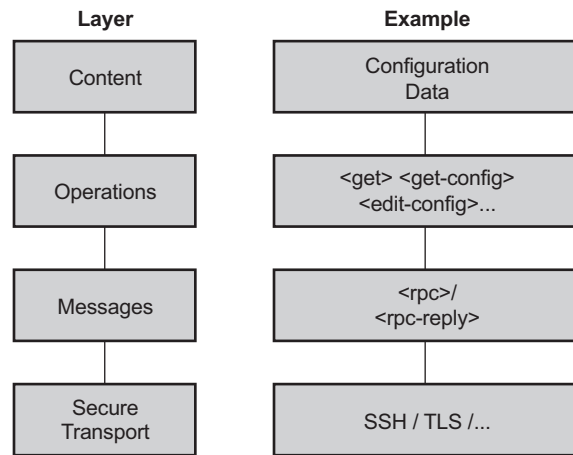 Layer
Example
Content
Configuration
Data
Operations
<get> <get-config>
<edit-config>...
Messages
<rpc>/
<rpc-reply>
Secure
Transport
SSH / TLS /...